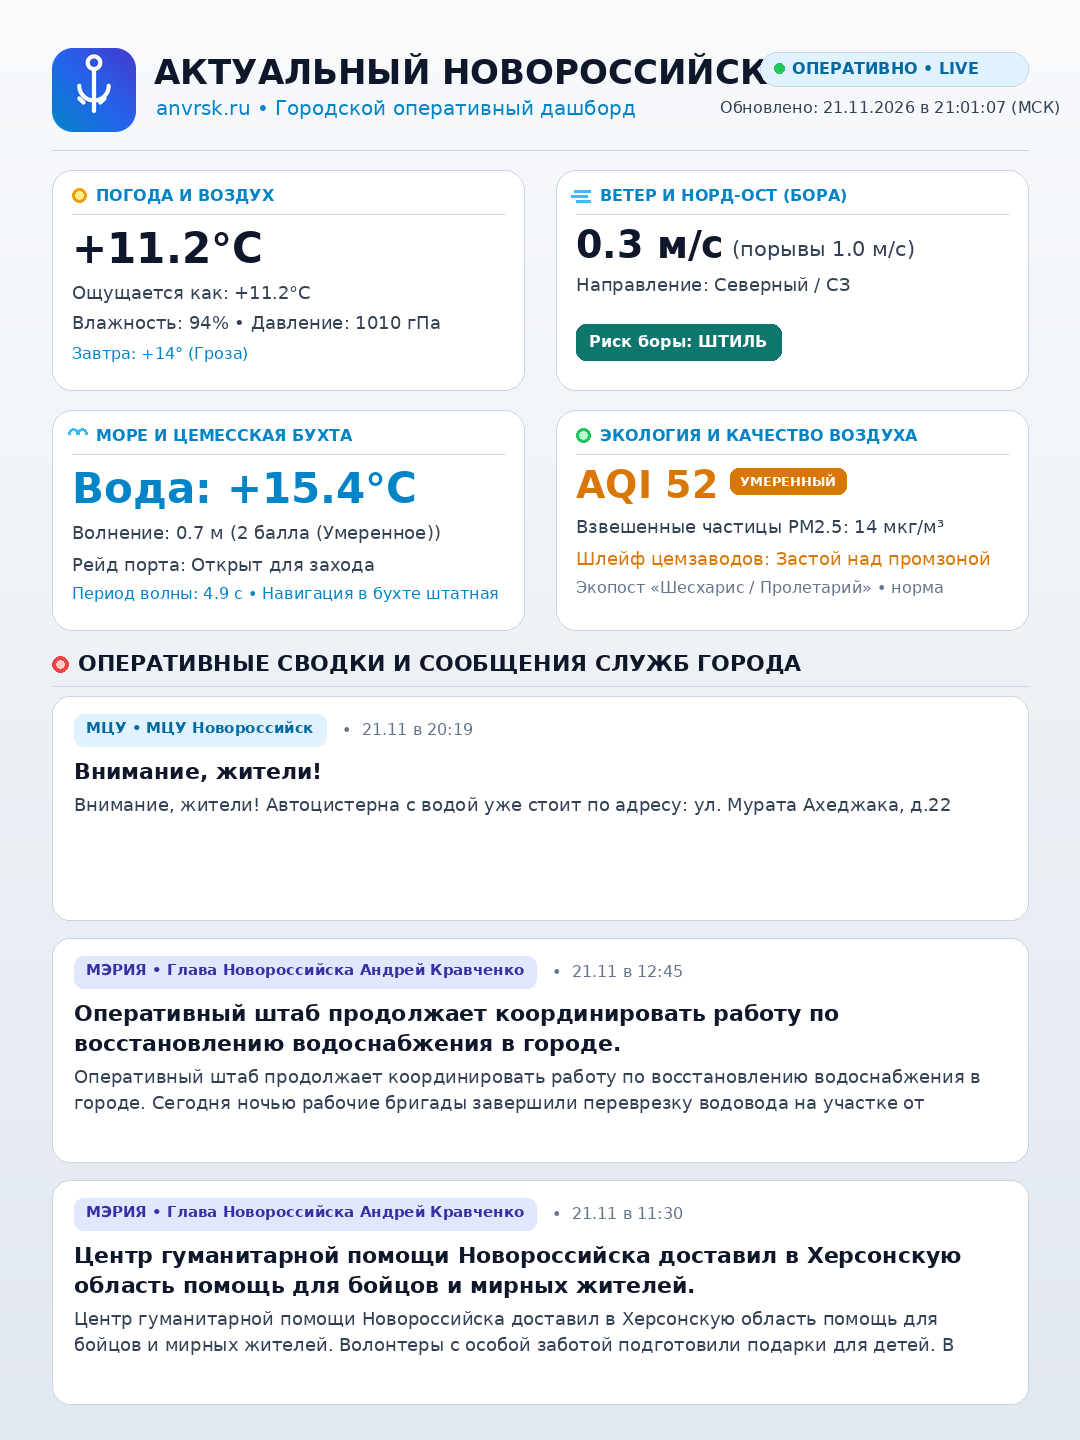 АКТУАЛЬНЫЙ НОВОРОССИЙСК
ОПЕРАТИВНО • LIVE
anvrsk.ru • Городской оперативный дашборд
Обновлено: 21.11.2026 в 21:01:07 (МСК)
ПОГОДА И ВОЗДУХ
+11.2°C
Ощущается как: +11.2°C
Влажность: 94% • Давление: 1010 гПа
Завтра: +14° (Гроза)
ВЕТЕР И НОРД-ОСТ (БОРА)
0.3 м/с (порывы 1.0 м/с)
Направление: Северный / СЗ
Риск боры: ШТИЛЬ
МОРЕ И ЦЕМЕССКАЯ БУХТА
Вода: +15.4°C
Волнение: 0.7 м (2 балла (Умеренное))
Рейд порта: Открыт для захода
Период волны: 4.9 с • Навигация в бухте штатная
ЭКОЛОГИЯ И КАЧЕСТВО ВОЗДУХА
AQI 52 УМЕРЕННЫЙ
Взвешенные частицы PM2.5: 14 мкг/м³
Шлейф цемзаводов: Застой над промзоной
Экопост «Шесхарис / Пролетарий» • норма
ОПЕРАТИВНЫЕ СВОДКИ И СООБЩЕНИЯ СЛУЖБ ГОРОДА
МЦУ • МЦУ Новороссийск • 21.11 в 20:19
Внимание, жители!
Внимание, жители! Автоцистерна с водой уже стоит по адресу: ул. Мурата Ахеджака, д.22
МЭРИЯ • Глава Новороссийска Андрей Кравченко • 21.11 в 12:45
Оперативный штаб продолжает координировать работу по
восстановлению водоснабжения в городе.
Оперативный штаб продолжает координировать работу по восстановлению водоснабжения в
городе. Сегодня ночью рабочие бригады завершили переврезку водовода на участке от
МЭРИЯ • Глава Новороссийска Андрей Кравченко • 21.11 в 11:30
Центр гуманитарной помощи Новороссийска доставил в Херсонскую
область помощь для бойцов и мирных жителей.
Центр гуманитарной помощи Новороссийска доставил в Херсонскую область помощь для
бойцов и мирных жителей. Волонтеры с особой заботой подготовили подарки для детей. В